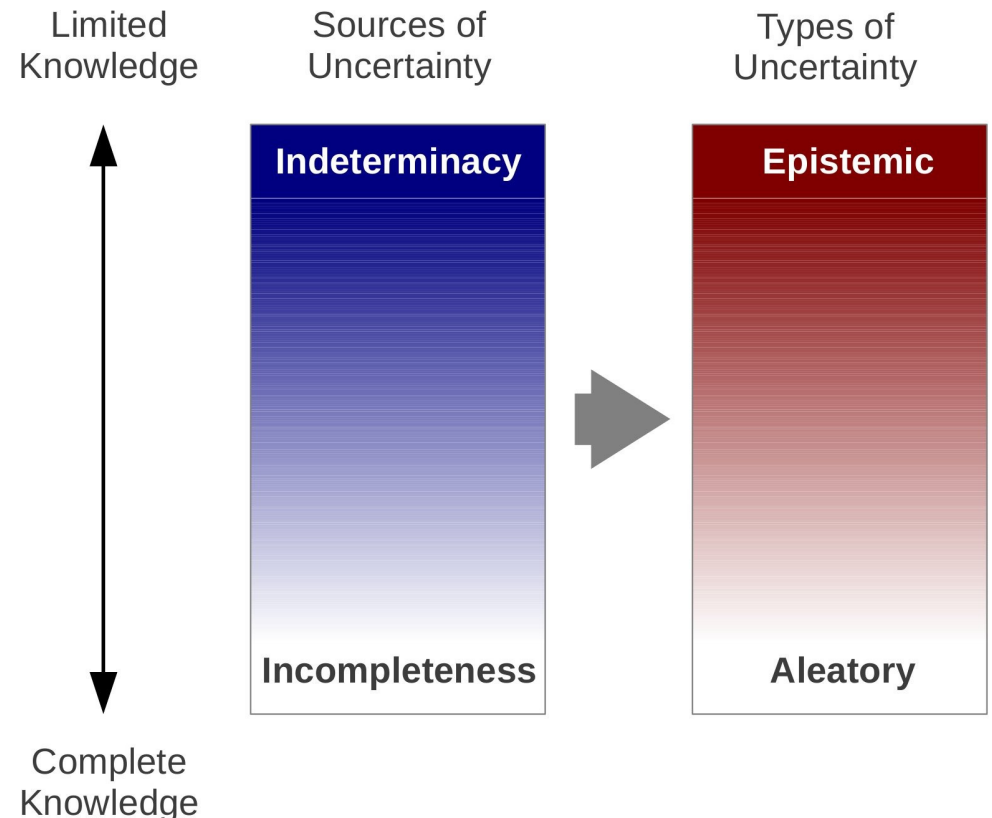 Limited
Knowledge
Sources of
Uncertainty
Types of
Uncertainty
Indeterminacy
Epistemic
Incompleteness
Aleatory
Complete
Knowledge